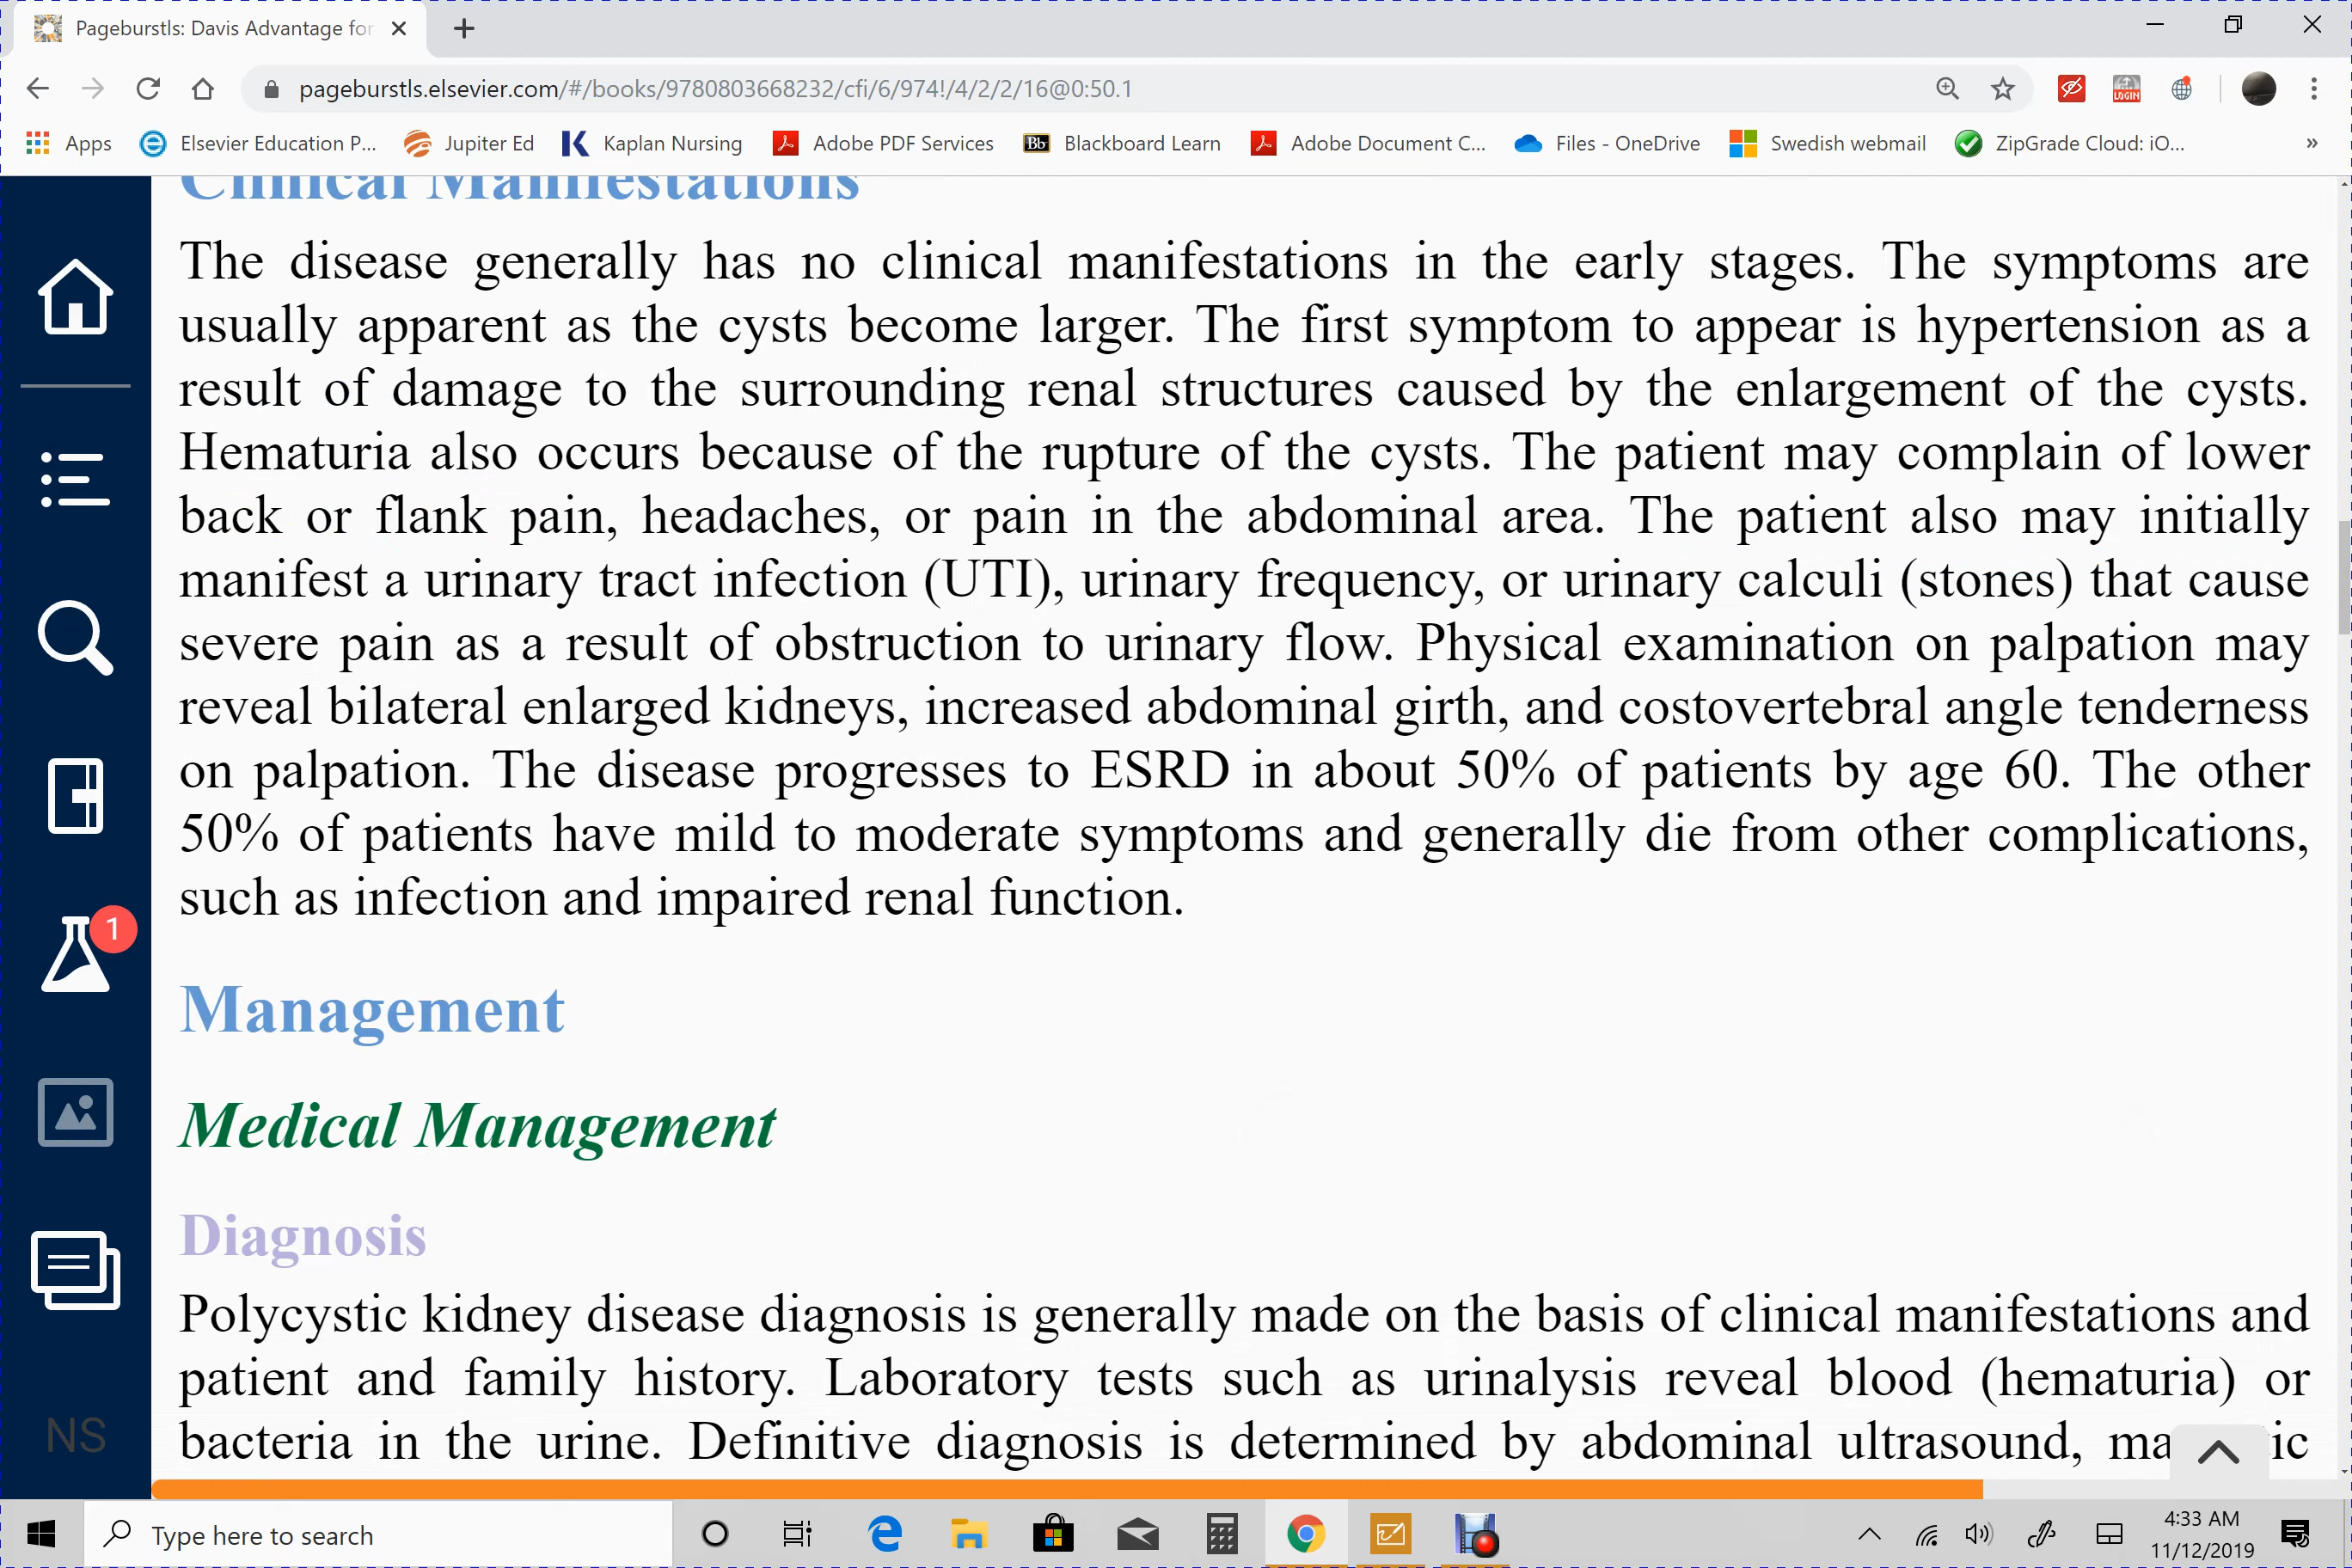 Pageburstls: Davis Advantage for
pageburstls.elsevier.com/#/books/9780803668232/cfi/6/974!/4/2/2/16@0:50.1
LOGIN
Apps
Elsevier Education P...
Jupiter Ed
K Kaplan Nursing
Adobe PDF Services
Bb Blackboard Learn
Adobe Document C...
Files - OneDrive
Swedish webmail
ZipGrade Cloud: iO...
»
Clinical Manifestations
The disease generally has no clinical manifestations in the early stages. The symptoms are
usually apparent as the cysts become larger. The first symptom to appear is hypertension as a
result of damage to the surrounding renal structures caused by the enlargement of the cysts.
Hematuria also occurs because of the rupture of the cysts. The patient may complain of lower
back or flank pain, headaches, or pain in the abdominal area. The patient also may initially
manifest a urinary tract infection (UTI), urinary frequency, or urinary calculi (stones) that cause
severe pain as a result of obstruction to urinary flow. Physical examination on palpation may
reveal bilateral enlarged kidneys, increased abdominal girth, and costovertebral angle tenderness
on palpation. The disease progresses to ESRD in about 50% of patients by age 60. The other
50% of patients have mild to moderate symptoms and generally die from other complications,
such as infection and impaired renal function.
1
Management
Medical Management
Diagnosis
Polycystic kidney disease diagnosis is generally made on the basis of clinical manifestations and
patient and family history. Laboratory tests such as urinalysis reveal blood (hematuria) or
bacteria in the urine. Definitive diagnosis is determined by abdominal ultrasound, ma ic
NS
Type here to search
4:33 AM
11/12/2019